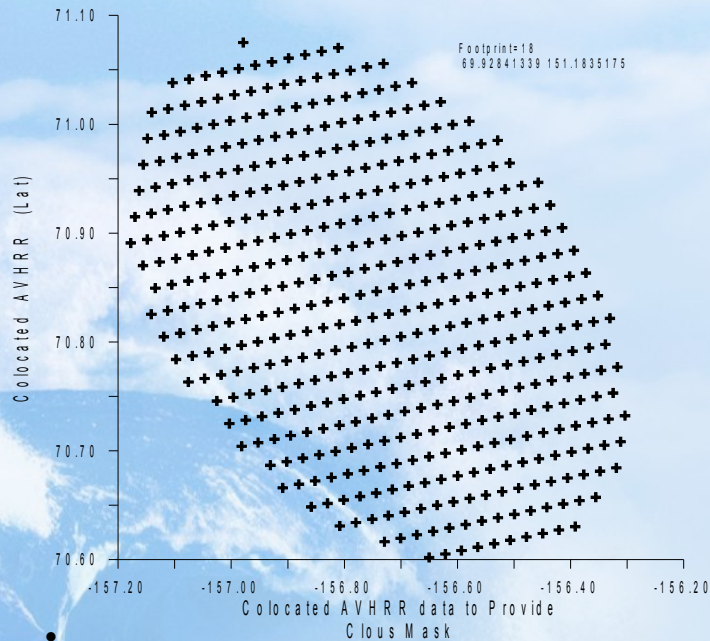 71.10
Footprint=18
69.92841339 151.1835175
71.00
70.90
70.80
70.70
70.60
Colocated AVHRR (Lat)
-157.20 -157.00 -156.80 -156.60 -156.40 -156.20
Colocated AVHRR data to Provide
Clous Mask